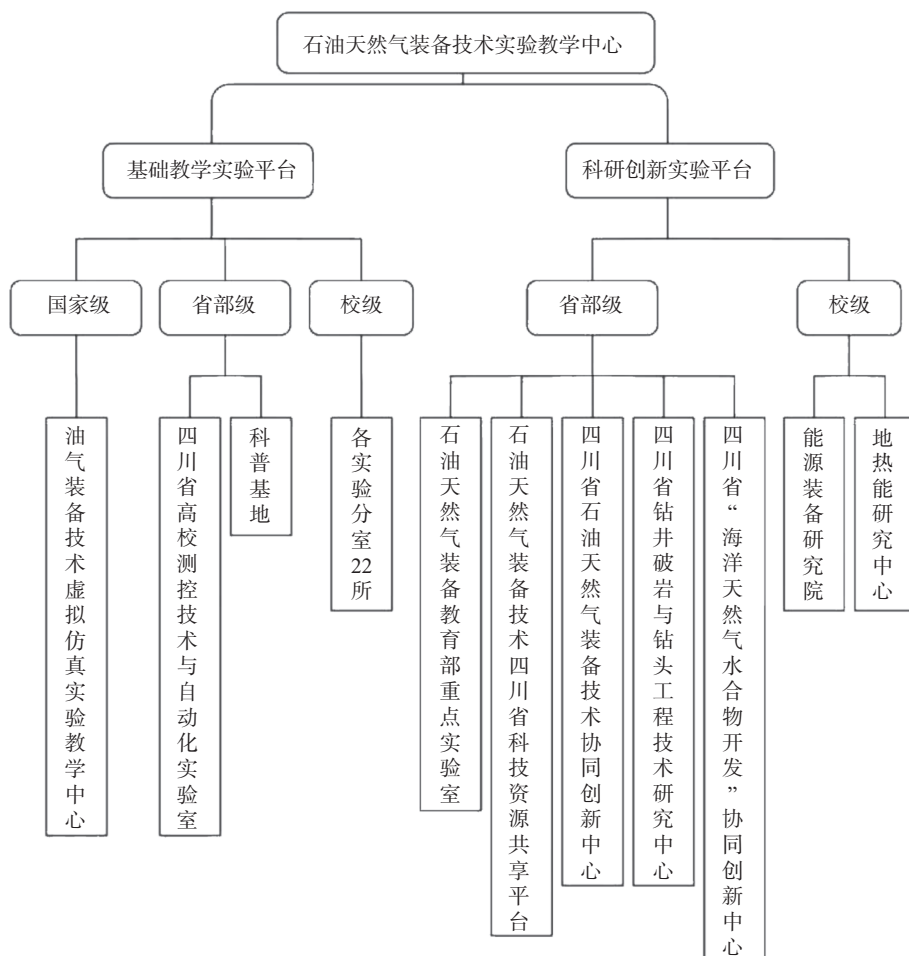 石油天然气装备技术实验教学中心
基础教学实验平台
科研创新实验平台
国家级
省部级
校级
省部级
校级
油气装备技术虚拟仿真实验教学中心
四川省高校测控技术与自动化实验室
科普基地
各实验分室22所
石油天然气装备教育部重点实验室
石油天然气装备技术四川省科技资源共享平台
四川省石油天然气装备技术协同创新中心
四川省钻井破岩与钻头工程技术研究中心
四川省“海洋天然气水合物开发”协同创新中心
能源装备研究院
地热能研究中心